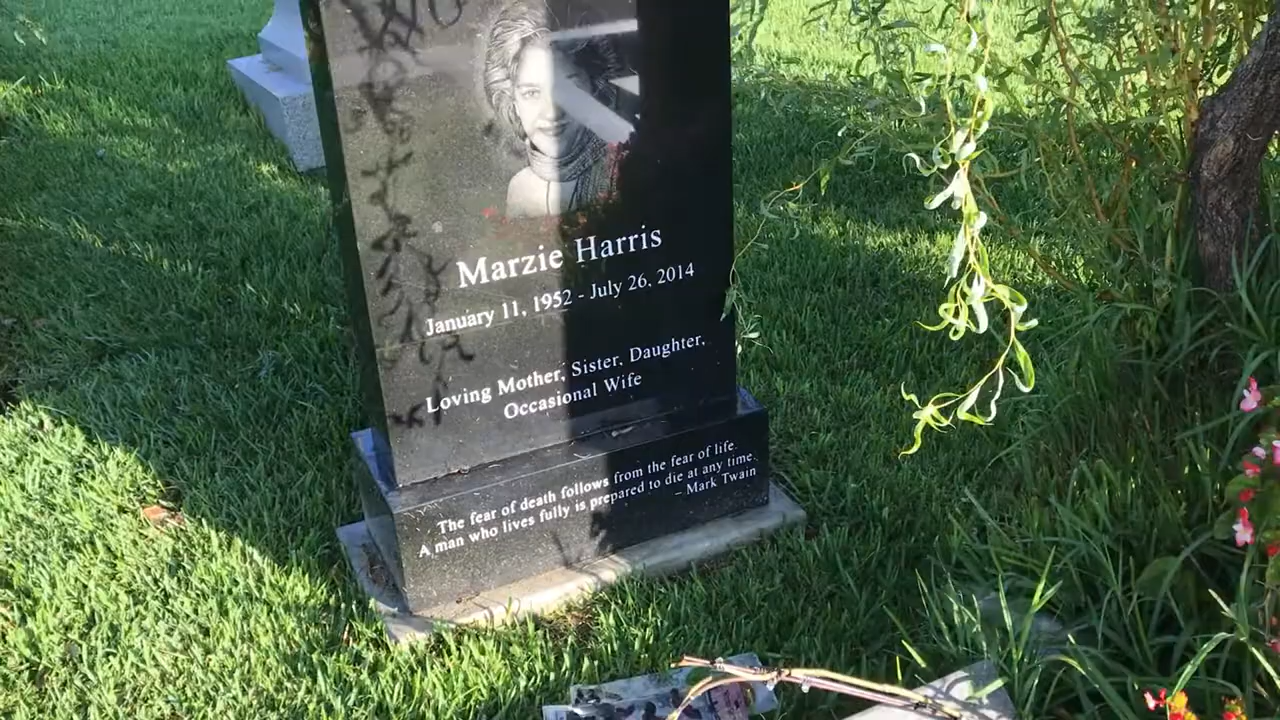 Marzie Harris
January 11, 1952 - July 26, 2014
Loving Mother, Sister, Daughter,
Occasional Wife
The fear of death follows from the fear of life.
A man who lives fully is prepared to die at any time.
– Mark Twain